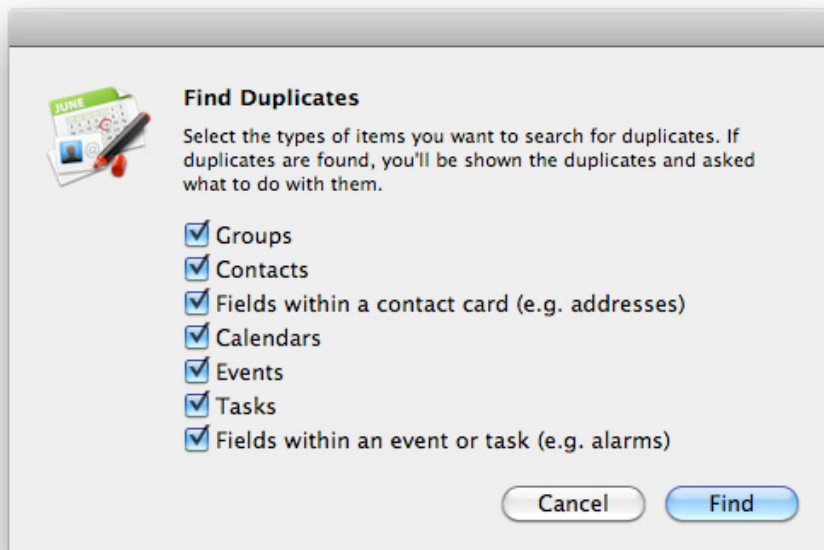 JUNE
Find Duplicates
Select the types of items you want to search for duplicates. If
duplicates are found, you'll be shown the duplicates and asked
what to do with them.
Groups
Contacts
Fields within a contact card (e.g. addresses)
Calendars
Events
Tasks
Fields within an event or task (e.g. alarms)
Cancel Find